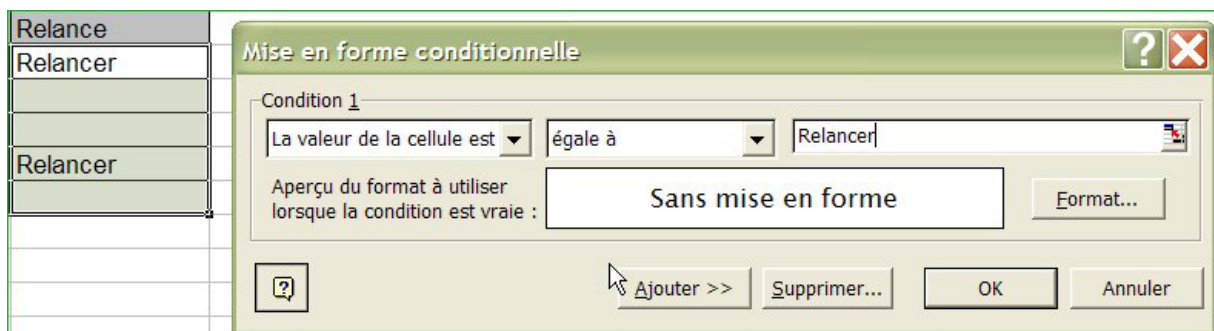 Relance
Relancer
Relancer
Mise en forme conditionnelle
Condition 1
La valeur de la cellule est
égale à
Relancer
Aperçu du format à utiliser
lorsque la condition est vraie :
Sans mise en forme
Format...
Ajouter >>
Supprimer...
OK
Annuler